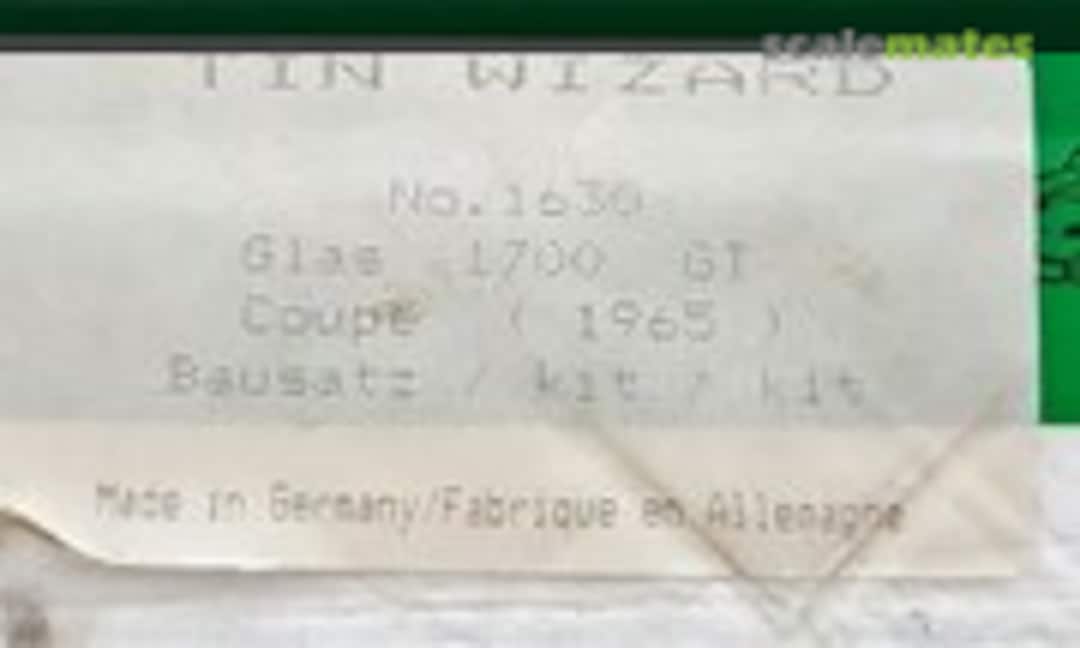 scalemates
TIN WIZARD
No.1630
Glas 1700 GT
Coupe ( 1965 )
Bausatz / kit / kit
Made in Germany/Fabrique en Allemagne